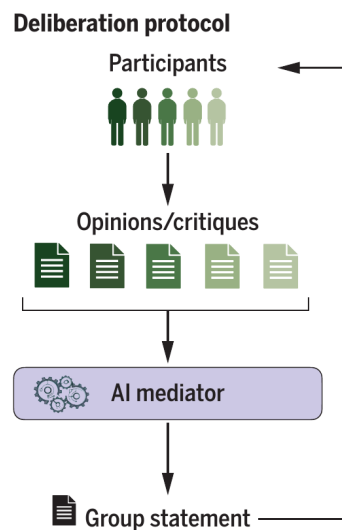 Deliberation protocol
Participants
Opinions/critiques
AI mediator
Group statement